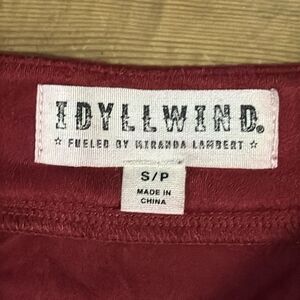 IDYLLWIND®
☆ FUELED BY MIRANDA LAMBERT ☆
S/P
MADE IN
CHINA